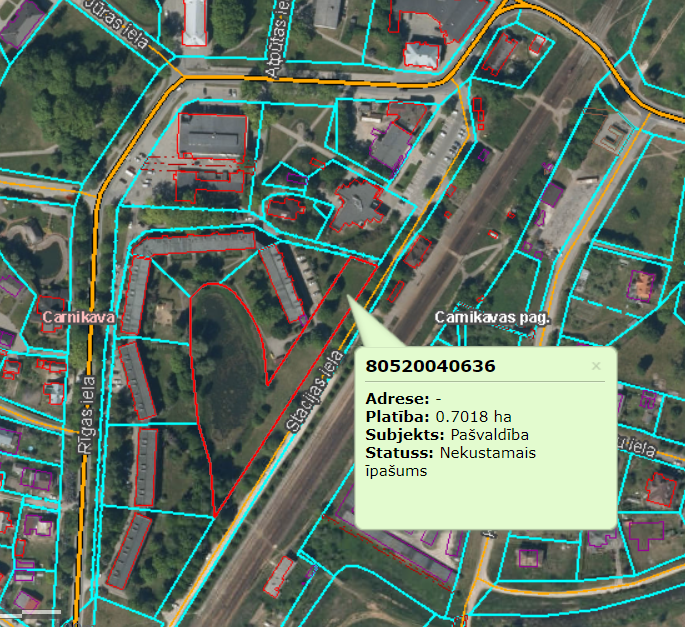 Jūras iela
Atpūtas iela
Carnikava
Carnikavas pag.
Rīgas iela
Stacijas iela
80520040636
×
Adrese: -
Platība: 0.7018 ha
Subjekts: Pašvaldība
Statuss: Nekustamais
īpašums
iela